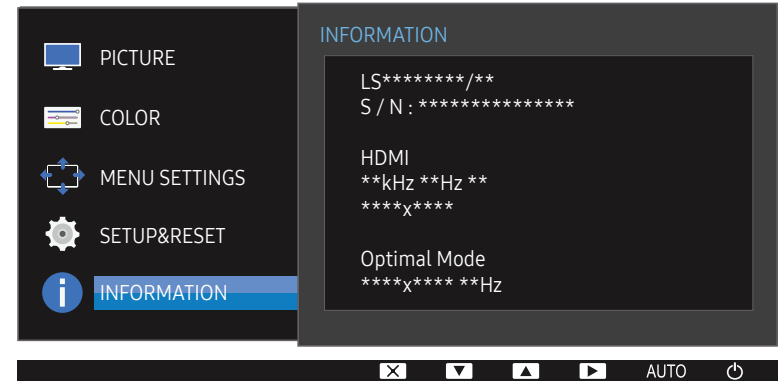 PICTURE
COLOR
MENU SETTINGS
SETUP&RESET
INFORMATION
INFORMATION
LS********/**
S / N : ***************
HDMI
**kHz **Hz **
****x****
Optimal Mode
****x**** **Hz
AUTO